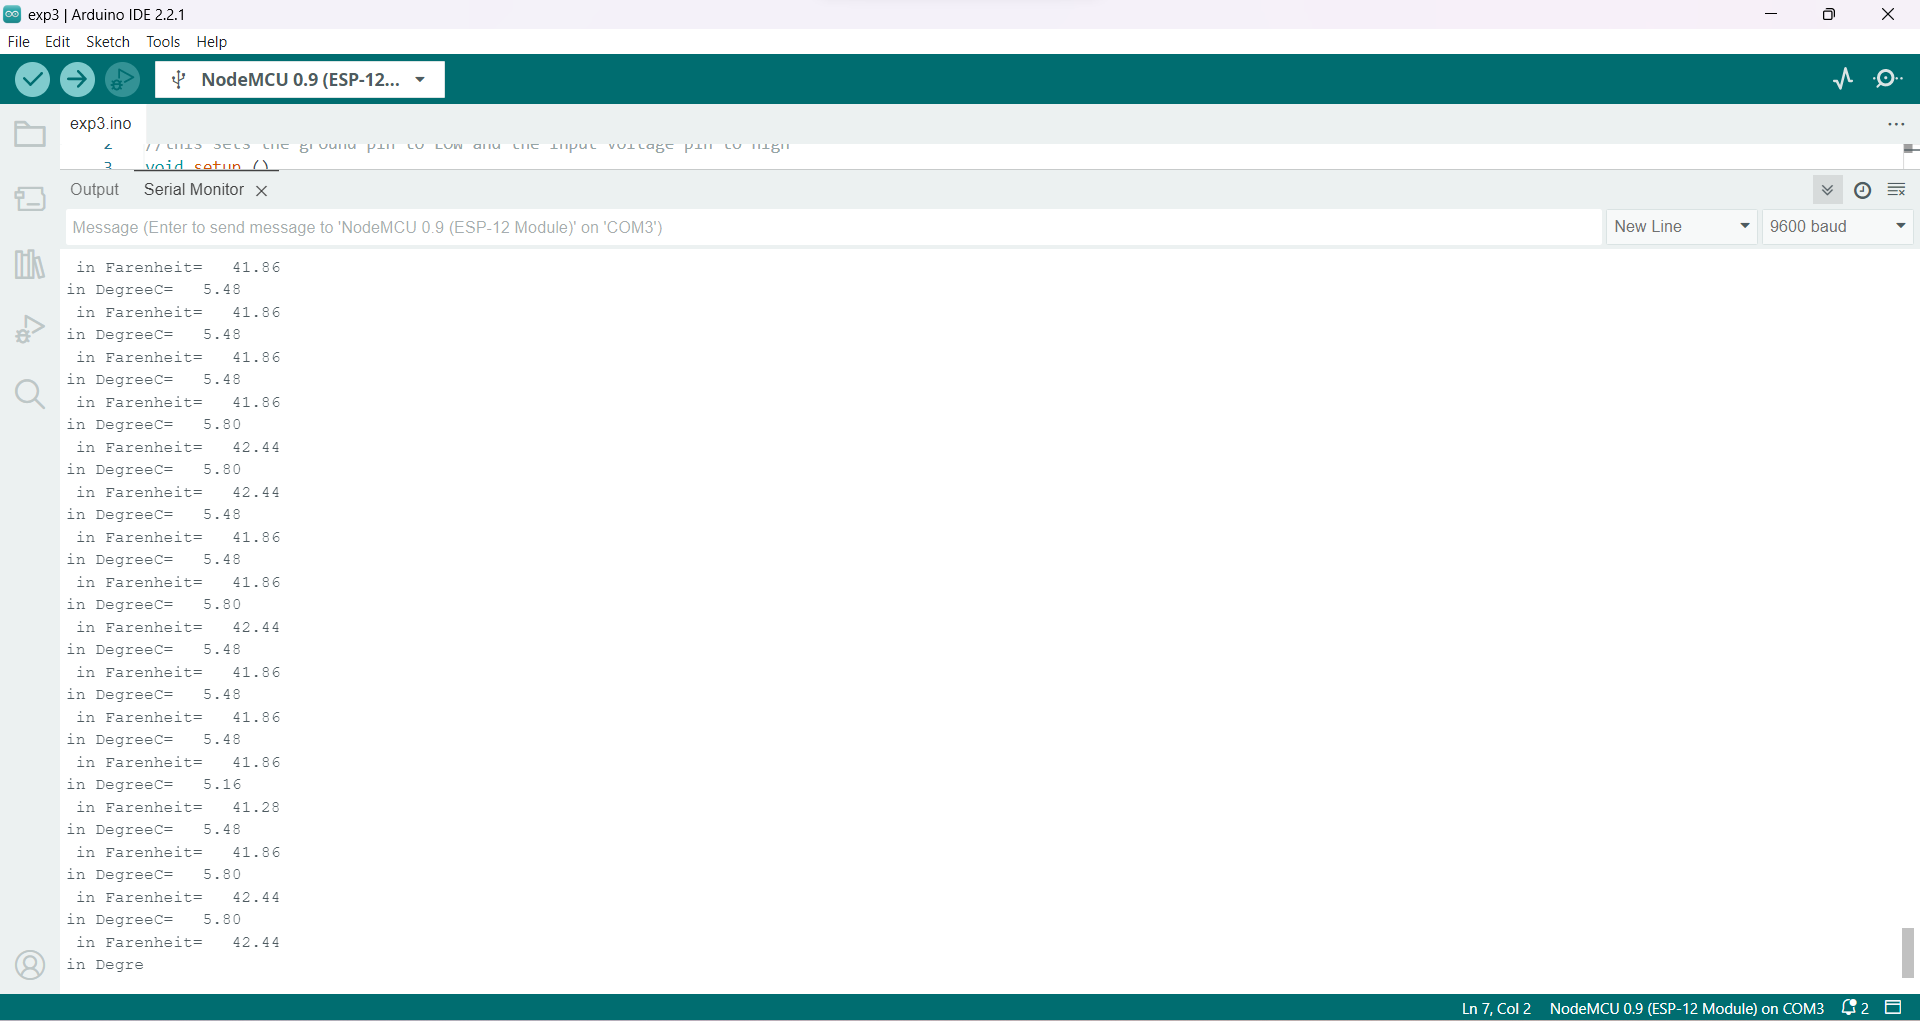 exp3 | Arduino IDE 2.2.1
File Edit Sketch Tools Help
NodeMCU 0.9 (ESP-12...
exp3.ino
2 //this sets the ground pin to LOW and the input voltage pin to high
3 void setup ()
Output Serial Monitor
Message (Enter to send message to 'NodeMCU 0.9 (ESP-12 Module)' on 'COM3') New Line 9600 baud
in Farenheit= 41.86
in DegreeC= 5.48
in Farenheit= 41.86
in DegreeC= 5.48
in Farenheit= 41.86
in DegreeC= 5.48
in Farenheit= 41.86
in DegreeC= 5.80
in Farenheit= 42.44
in DegreeC= 5.80
in Farenheit= 42.44
in DegreeC= 5.48
in Farenheit= 41.86
in DegreeC= 5.48
in Farenheit= 41.86
in DegreeC= 5.80
in Farenheit= 42.44
in DegreeC= 5.48
in Farenheit= 41.86
in DegreeC= 5.48
in Farenheit= 41.86
in DegreeC= 5.48
in Farenheit= 41.86
in DegreeC= 5.16
in Farenheit= 41.28
in DegreeC= 5.48
in Farenheit= 41.86
in DegreeC= 5.80
in Farenheit= 42.44
in DegreeC= 5.80
in Farenheit= 42.44
in Degre
Ln 7, Col 2 NodeMCU 0.9 (ESP-12 Module) on COM3 2